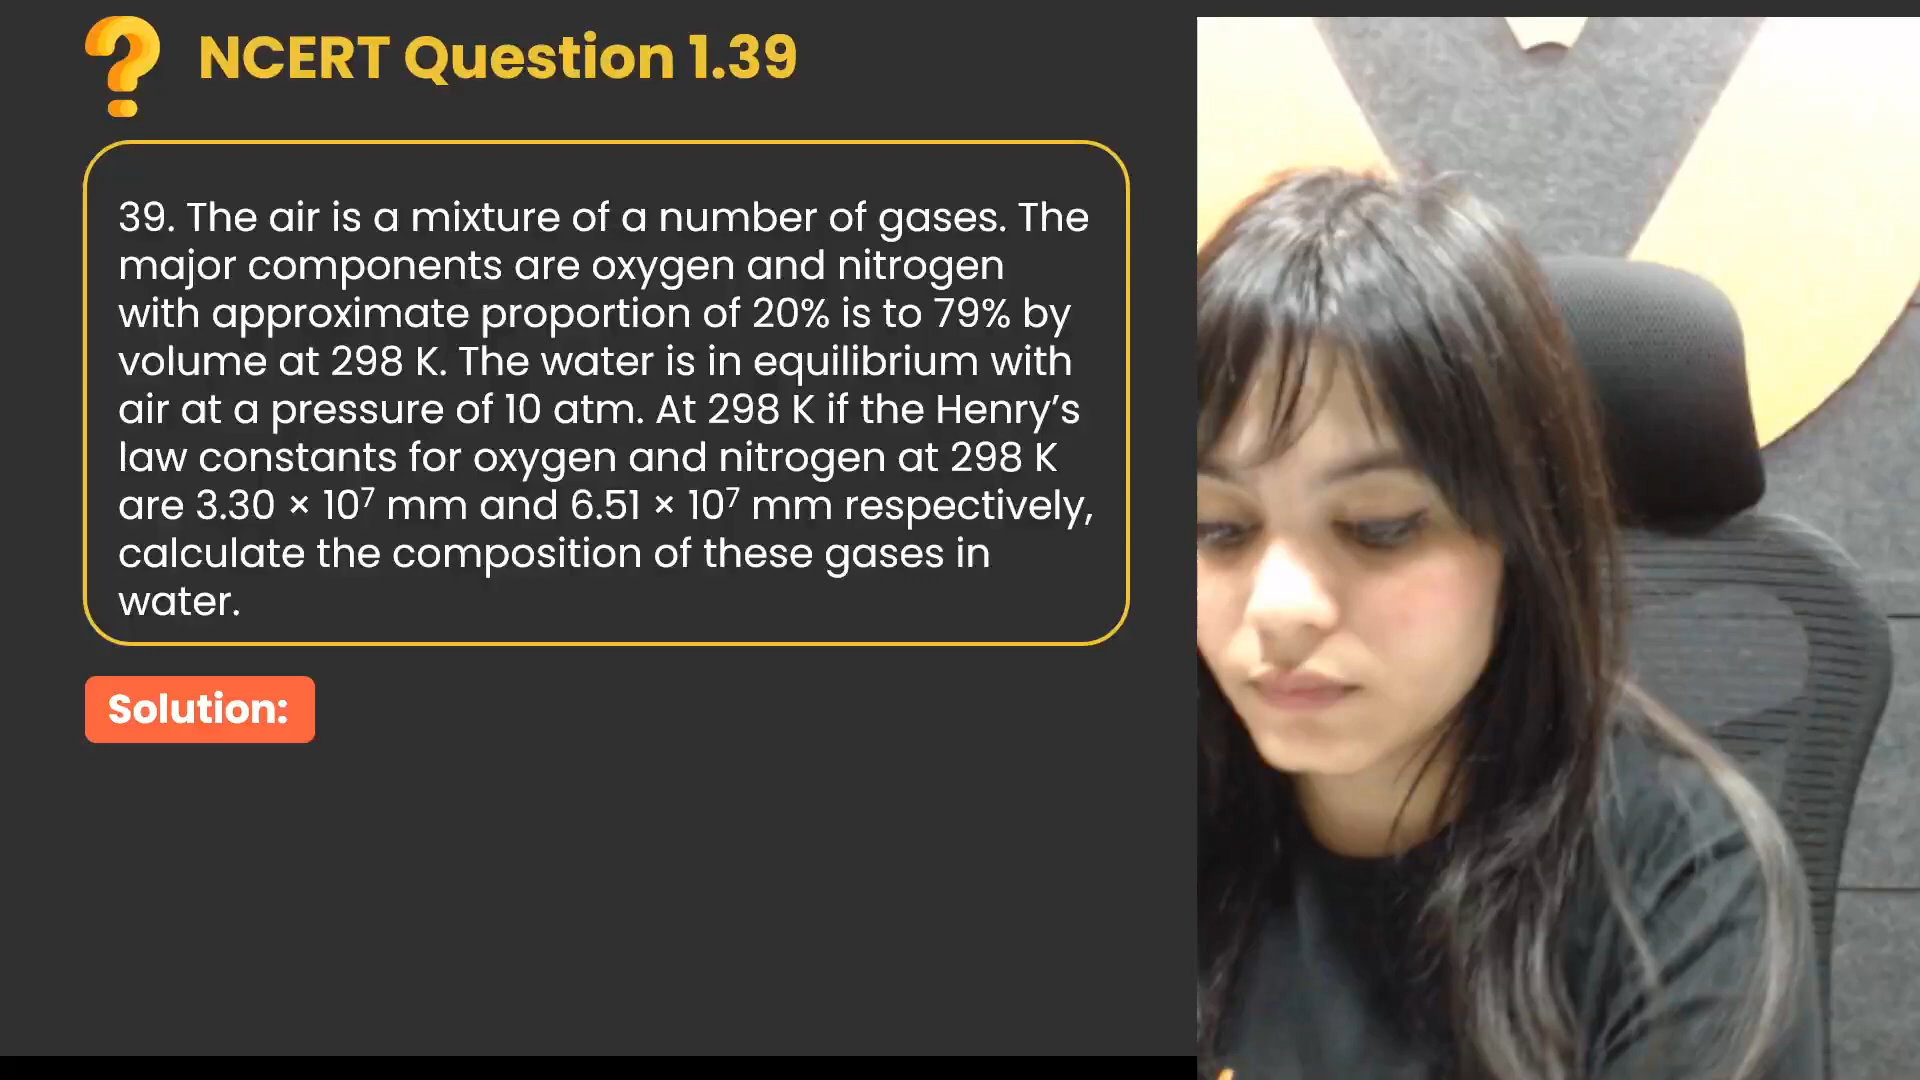 NCERT Question 1.39
39. The air is a mixture of a number of gases. The
major components are oxygen and nitrogen
with approximate proportion of 20% is to 79% by
volume at 298 K. The water is in equilibrium with
air at a pressure of 10 atm. At 298 K if the Henry’s
law constants for oxygen and nitrogen at 298 K
are 3.30 × 10⁷ mm and 6.51 × 10⁷ mm respectively,
calculate the composition of these gases in
water.
Solution: